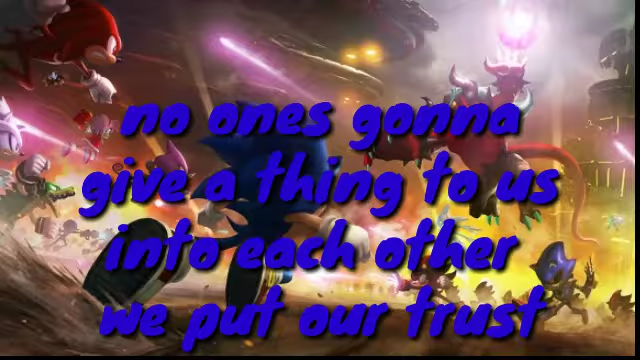 no ones gonna
give a thing to us
into each other
we put our trust